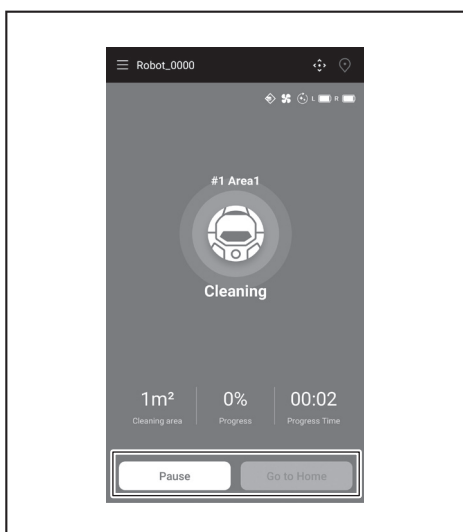 Robot_0000
L R
#1 Area1
Cleaning
1m² 0% 00:02
Cleaning area Progress Progress Time
Pause Go to Home